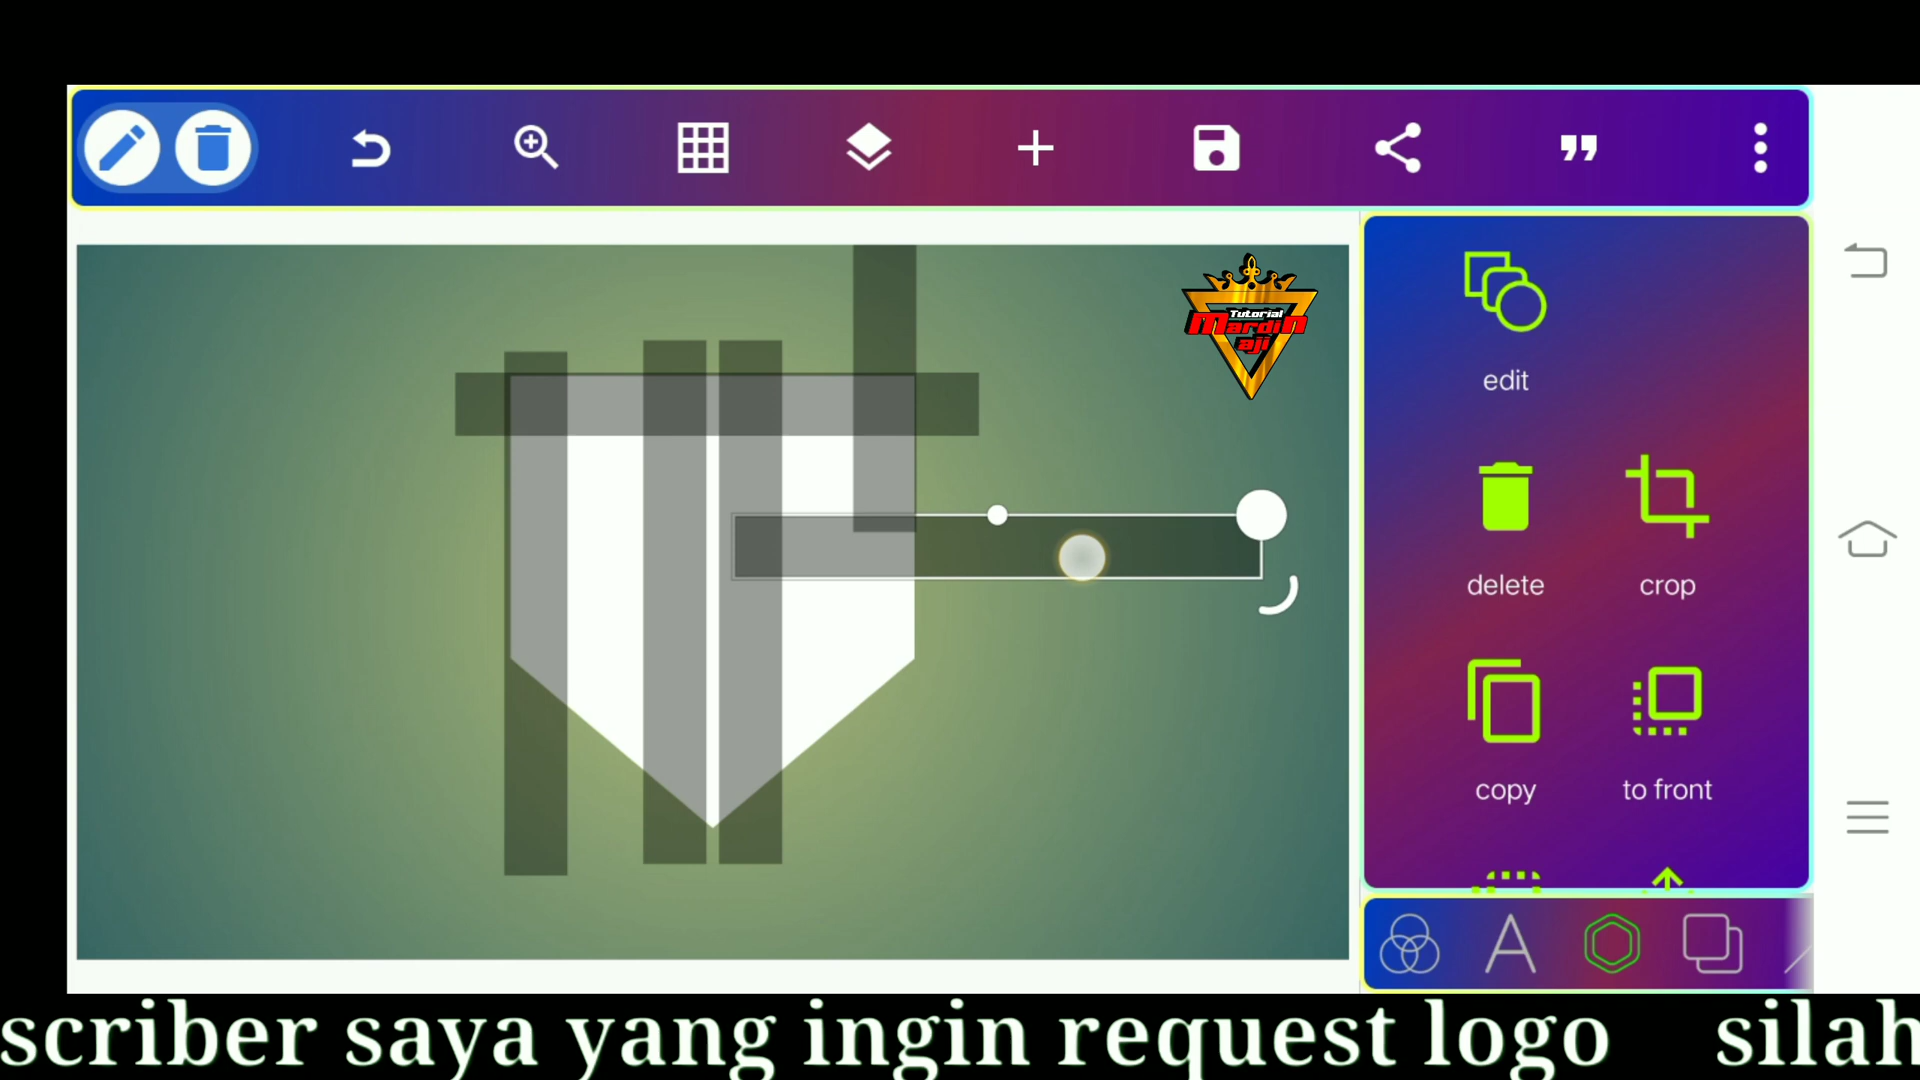 Tutorial
Mardin
aji
edit
delete
crop
copy
to front
scriber saya yang ingin request logo silah